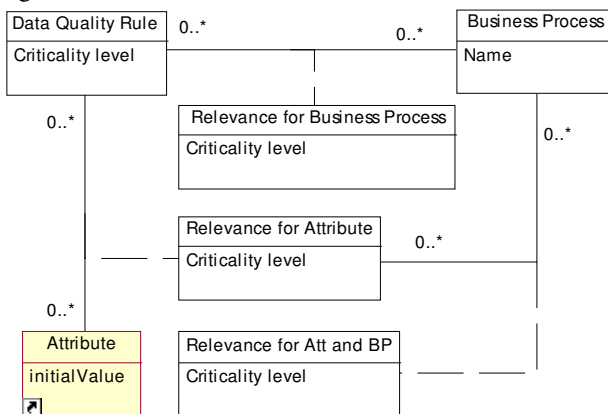 Data Quality Rule
Criticality level
0..*
0..*
Business Process
Name
Relevance for Business Process
Criticality level
0..*
0..*
Relevance for Attribute
Criticality level
0..*
0..*
Attribute
initialValue
Relevance for Att and BP
Criticality level